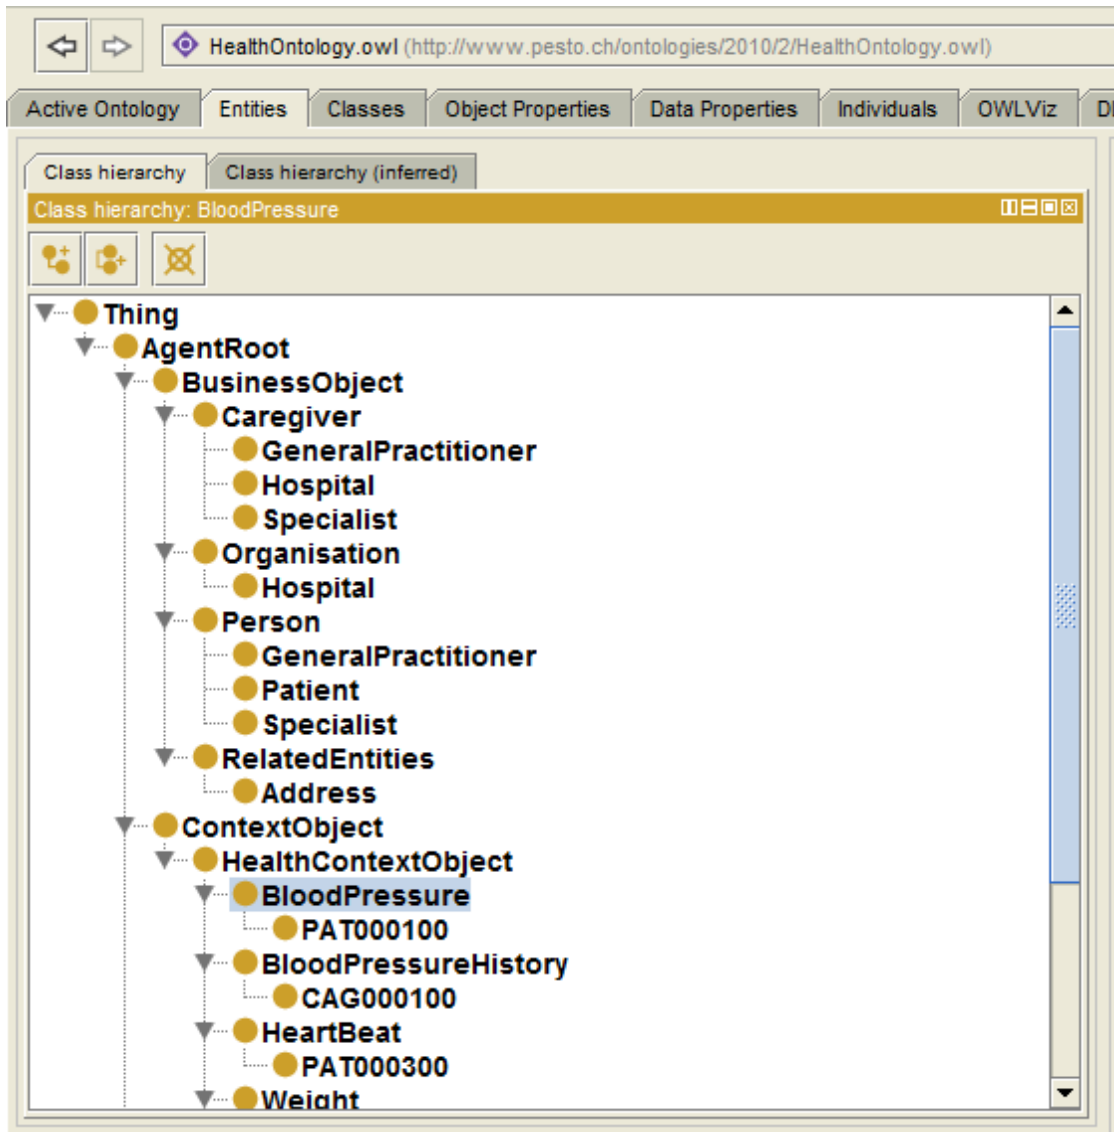 HealthOntology.owl (http://www.pesto.ch/ontologies/2010/2/HealthOntology.owl)
Active Ontology Entities Classes Object Properties Data Properties Individuals OWLViz
Class hierarchy Class hierarchy (inferred)
Class hierarchy: BloodPressure
Thing
AgentRoot
BusinessObject
Caregiver
GeneralPractitioner
Hospital
Specialist
Organisation
Hospital
Person
GeneralPractitioner
Patient
Specialist
RelatedEntities
Address
ContextObject
HealthContextObject
BloodPressure
PAT000100
BloodPressureHistory
CAG000100
HeartBeat
PAT000300
Weight